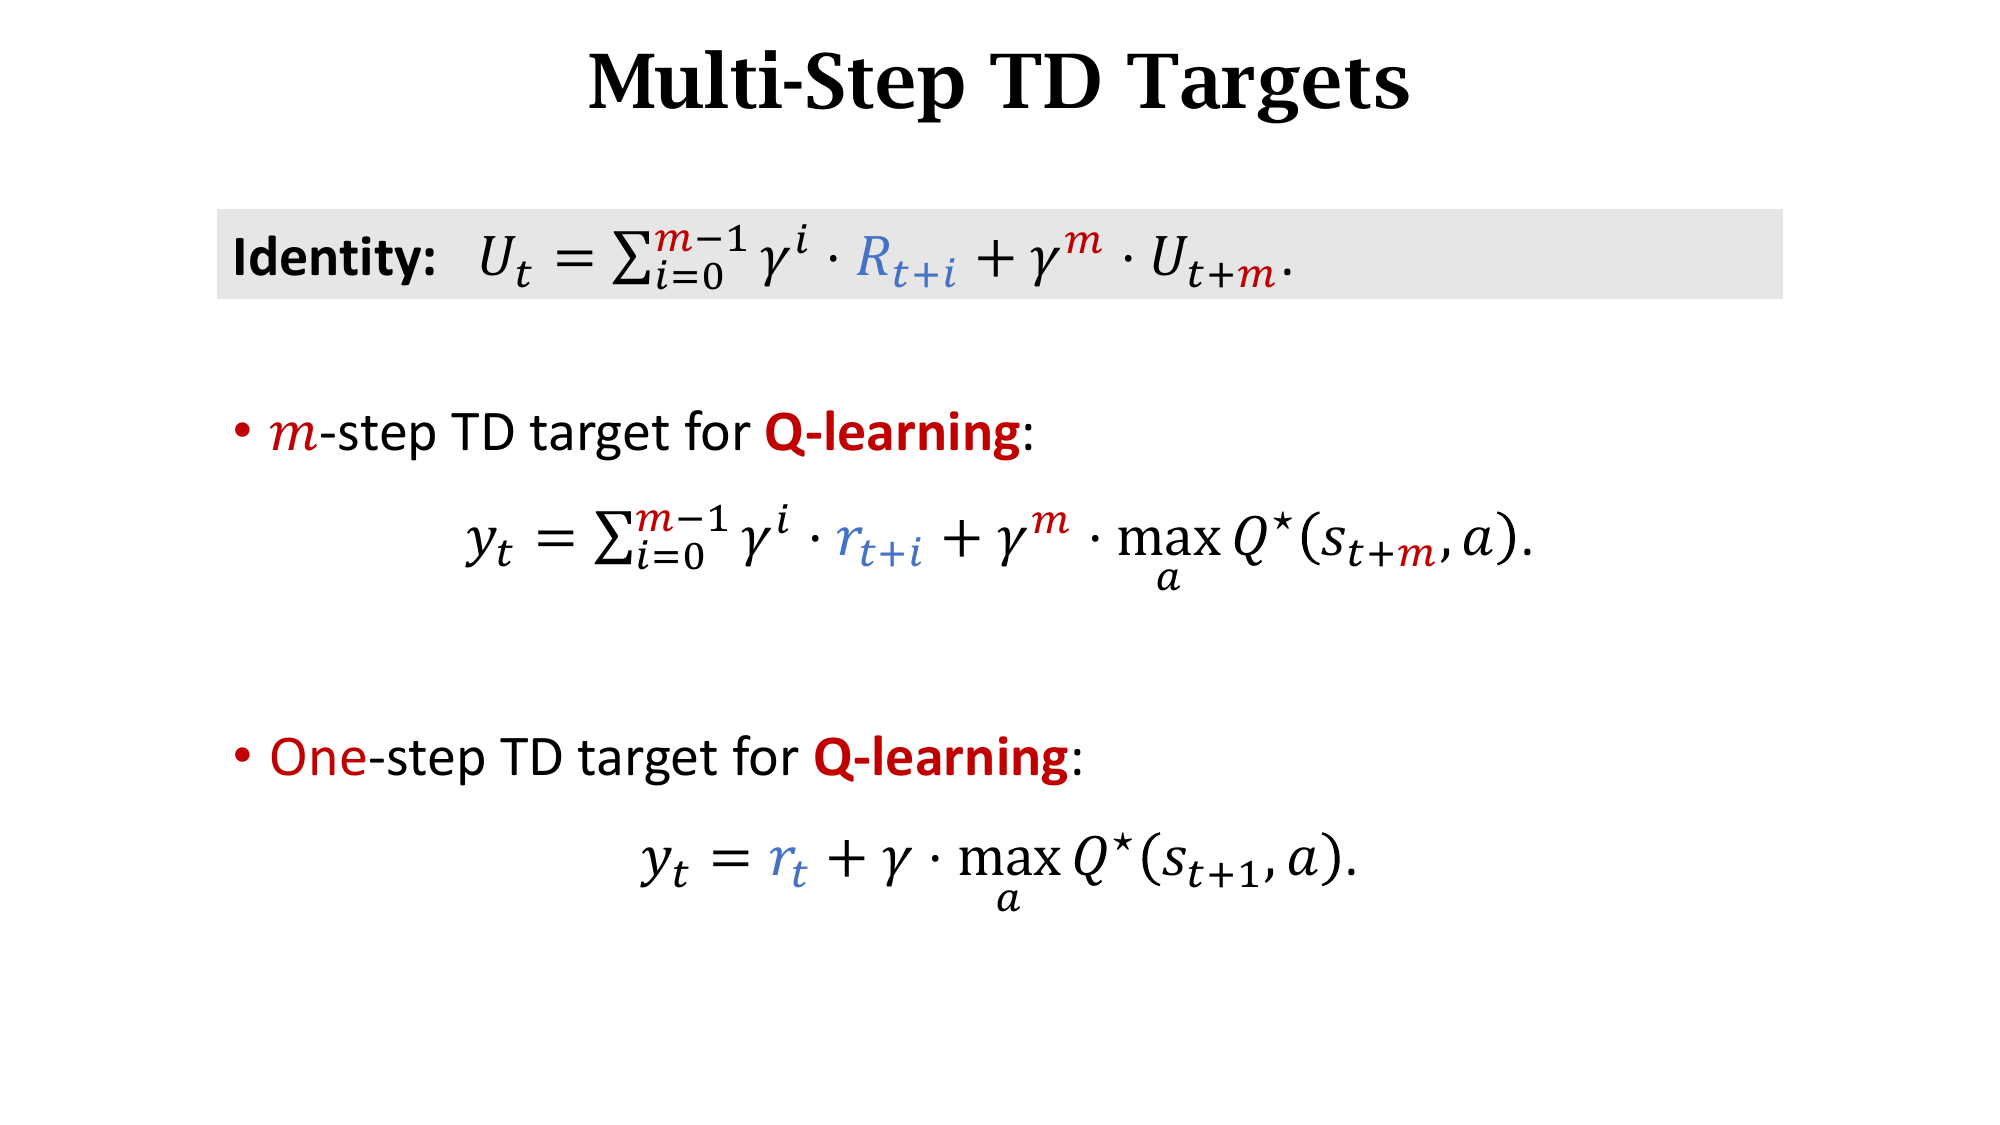 Multi-Step TD Targets
Identity: $U_t = \sum_{i=0}^{m-1} \gamma^i \cdot R_{t+i} + \gamma^m \cdot U_{t+m}.$
• $m$-step TD target for Q-learning:
$y_t = \sum_{i=0}^{m-1} \gamma^i \cdot r_{t+i} + \gamma^m \cdot \max_a Q^\star(s_{t+m}, a).$
• One-step TD target for Q-learning:
$y_t = r_t + \gamma \cdot \max_a Q^\star(s_{t+1}, a).$